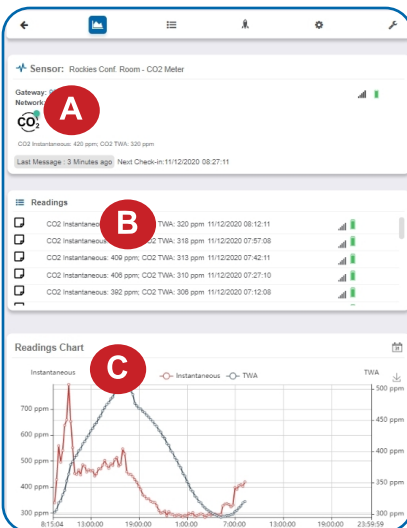 Sensor: Rockies Conf. Room - CO2 Meter
Gateway:
Network
A
CO2
CO2 Instantaneous: 420 ppm; CO2 TWA: 320 ppm
Last Message : 3 Minutes ago Next Check-in:11/12/2020 08:27:11
Readings
B
CO2 TWA: 320 ppm 11/12/2020 08:12:11
CO2 Instantaneous: TWA: 318 ppm 11/12/2020 07:57:08
CO2 Instantaneous: 409 ppm; CO2 TWA: 313 ppm 11/12/2020 07:42:11
CO2 Instantaneous: 406 ppm; CO2 TWA: 310 ppm 11/12/2020 07:27:10
CO2 Instantaneous: 392 ppm; CO2 TWA: 306 ppm 11/12/2020 07:12:08
Readings Chart
C
Instantaneous Instantaneous TWA TWA
500 ppm
700 ppm 450 ppm
600 ppm
500 ppm 400 ppm
400 ppm 350 ppm
300 ppm 300 ppm
8:15:04 13:00:00 19:00:00 1:00:00 7:00:00 13:00:00 19:00:00 23:59:59